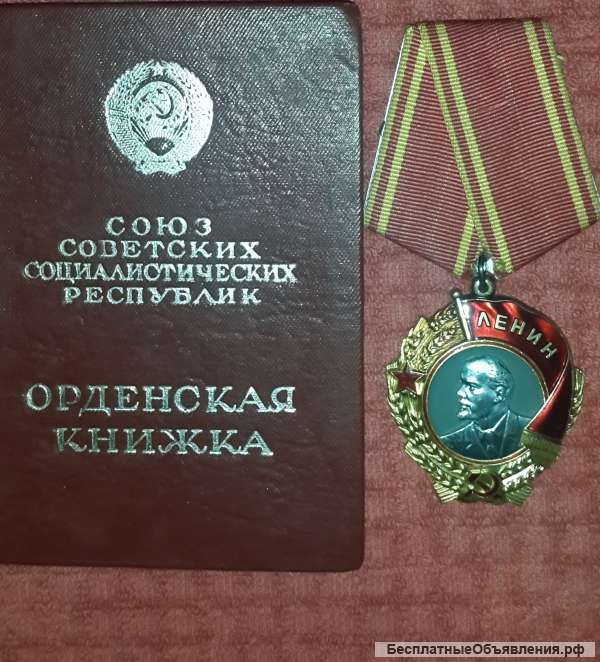 СОЮЗ
СОВЕТСКИХ
СОЦИАЛИСТИЧЕСКИХ
РЕСПУБЛИК
ОРДЕНСКАЯ
КНИЖКА
ЛЕНИН
БесплатныеОбъявления.рф